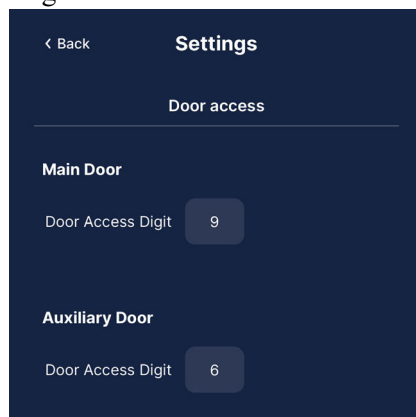 < Back Settings
Door access
Main Door
Door Access Digit 9
Auxiliary Door
Door Access Digit 6